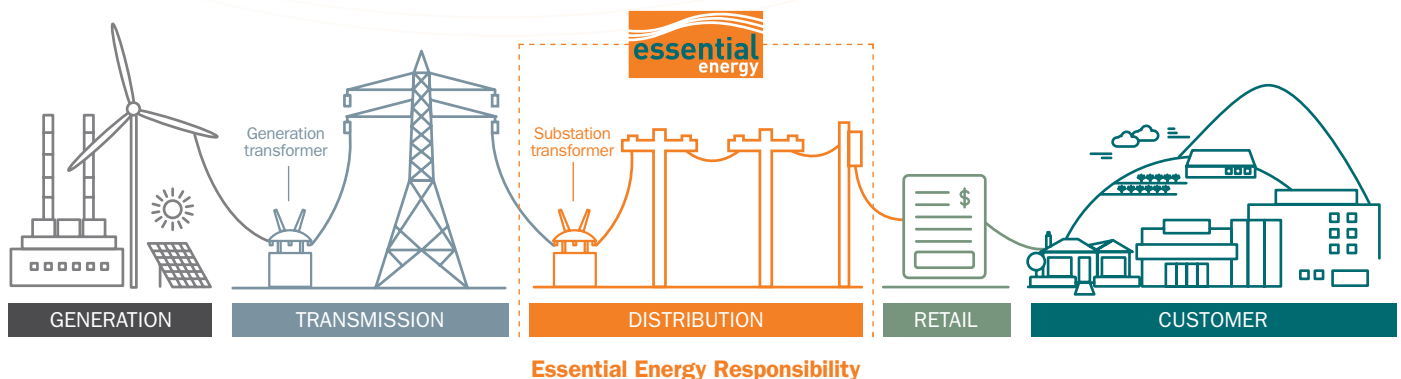 essential
energy
Generation
transformer
Substation
transformer
$
GENERATION
TRANSMISSION
DISTRIBUTION
RETAIL
CUSTOMER
Essential Energy Responsibility